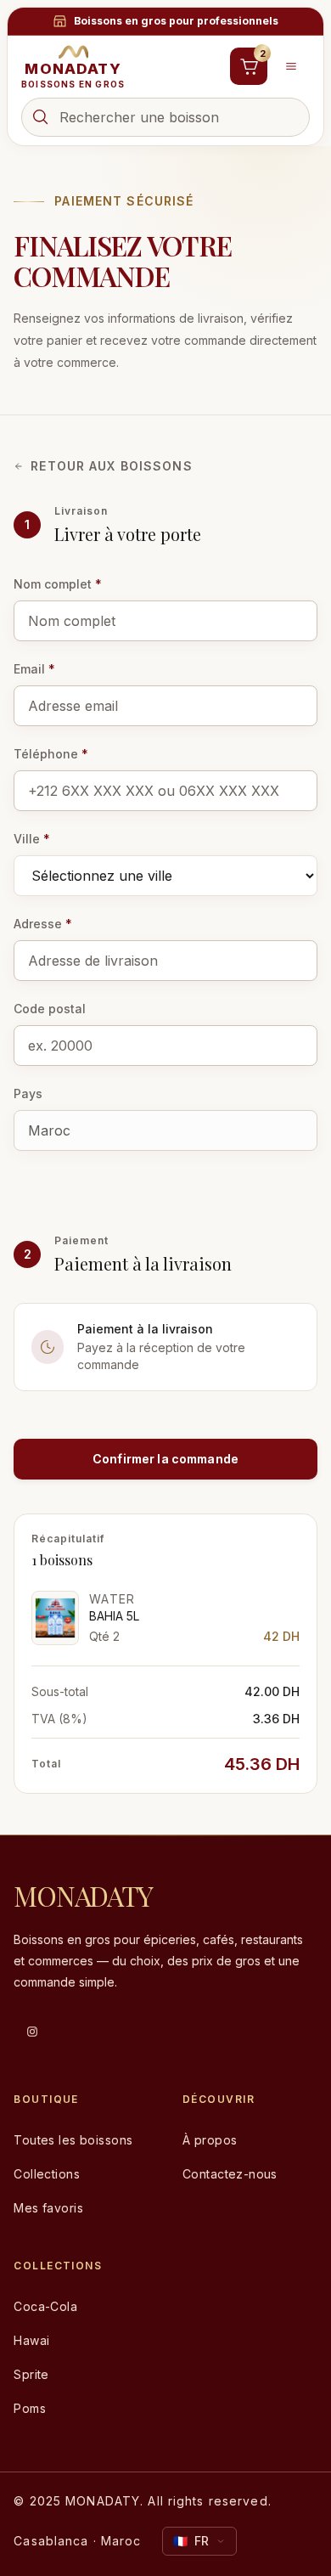 Boissons en gros pour professionnels
MONADATY
BOISSONS EN GROS
2
Rechercher une boisson
PAIEMENT SÉCURISÉ
FINALISEZ VOTRE
COMMANDE
Renseignez vos informations de livraison, vérifiez
votre panier et recevez votre commande directement
à votre commerce.
← RETOUR AUX BOISSONS
1
Livraison
Livrer à votre porte
Nom complet *
Nom complet
Email *
Adresse email
Téléphone *
+212 6XX XXX XXX ou 06XX XXX XXX
Ville *
Sélectionnez une ville
Adresse *
Adresse de livraison
Code postal
ex. 20000
Pays
Maroc
2
Paiement
Paiement à la livraison
Paiement à la livraison
Payez à la réception de votre
commande
Confirmer la commande
Récapitulatif
1 boissons
WATER
BAHIA 5L
Qté 2
42 DH
Sous-total
42.00 DH
TVA (8%)
3.36 DH
Total
45.36 DH
MONADATY
Boissons en gros pour épiceries, cafés, restaurants
et commerces — du choix, des prix de gros et une
commande simple.
BOUTIQUE
Toutes les boissons
Collections
Mes favoris
DÉCOUVRIR
À propos
Contactez-nous
COLLECTIONS
Coca-Cola
Hawai
Sprite
Poms
© 2025 MONADATY. All rights reserved.
Casablanca · Maroc
FR